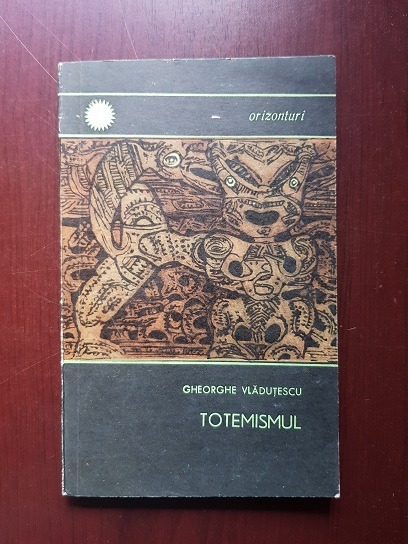 orizonturi
GHEORGHE VLĂDUȚESCU
TOTEMISMUL